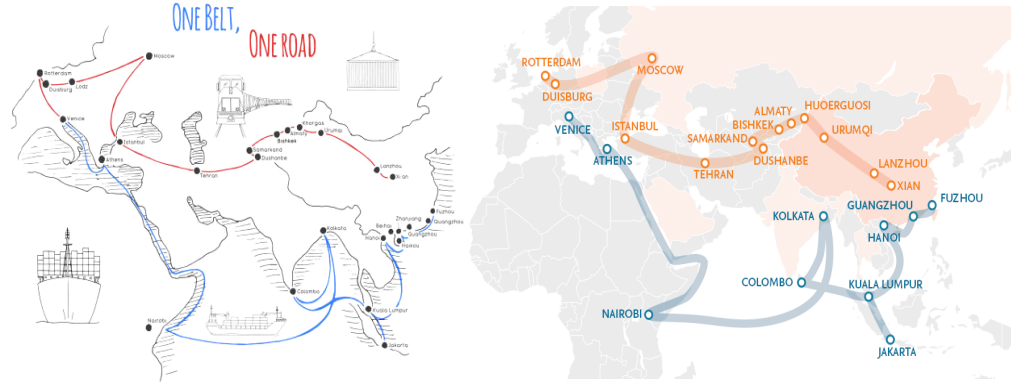 ONE BELT,
ONE ROAD
Moscow
Rotterdam
Duisburg
Lodz
Venice
Athens
Istanbul
Tehran
Samarkand
Dushanbe
Bishkek
Almaty
Khorgas
Urumqi
Lanzhou
Xi an
Fuzhou
Guangzhou
Zhanjiang
Guangzhou
Beihai
Haikou
Hanoi
Kolkata
Colombo
Kuala Lumpur
Jakarta
Nairobi
ROTTERDAM
DUISBURG
MOSCOW
VENICE
ATHENS
ISTANBUL
TEHRAN
SAMARKAND
DUSHANBE
BISHKEK
ALMATY
HUOERGUOSI
URUMQI
LANZHOU
XIAN
FUZHOU
GUANGZHOU
HANOI
KOLKATA
COLOMBO
KUALA LUMPUR
JAKARTA
NAIROBI